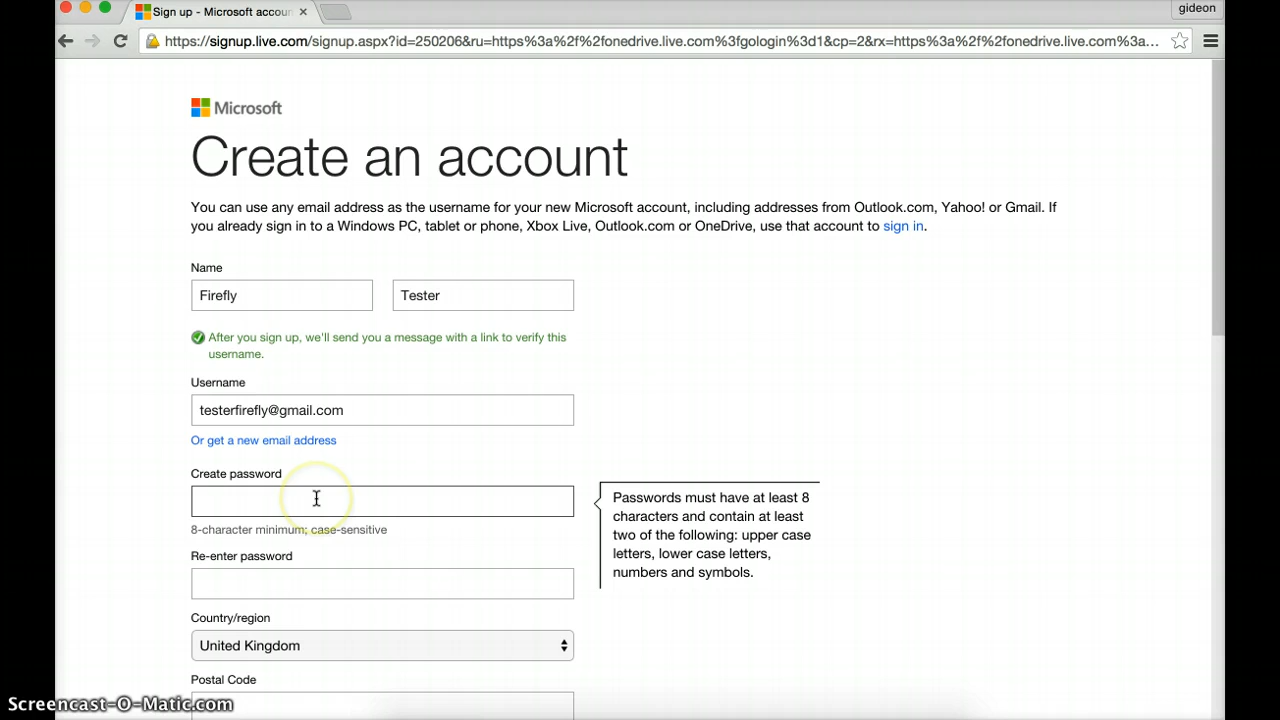 Sign up - Microsoft accoun
gideon
https://signup.live.com/signup.aspx?id=250206&ru=https%3a%2f%2fonedrive.live.com%3fgologin%3d1&cp=2&rx=https%3a%2f%2fonedrive.live.com%3a...
Microsoft
Create an account
You can use any email address as the username for your new Microsoft account, including addresses from Outlook.com, Yahoo! or Gmail. If
you already sign in to a Windows PC, tablet or phone, Xbox Live, Outlook.com or OneDrive, use that account to sign in.
Name
Firefly Tester
After you sign up, we'll send you a message with a link to verify this
username.
Username
testerfirefly@gmail.com
Or get a new email address
Create password
8-character minimum; case-sensitive
Passwords must have at least 8
characters and contain at least
two of the following: upper case
letters, lower case letters,
numbers and symbols.
Re-enter password
Country/region
United Kingdom
Postal Code
Screencast-O-Matic.com